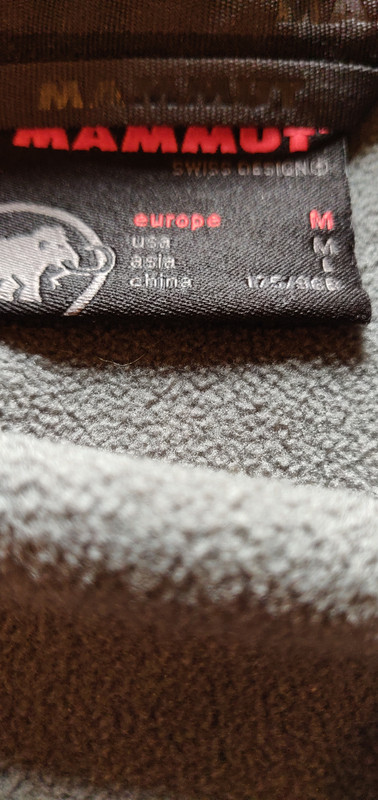 MAMMUT
MAMMUT
SWISS DESIGN
europe M
usa M
asia L
china 175/96B